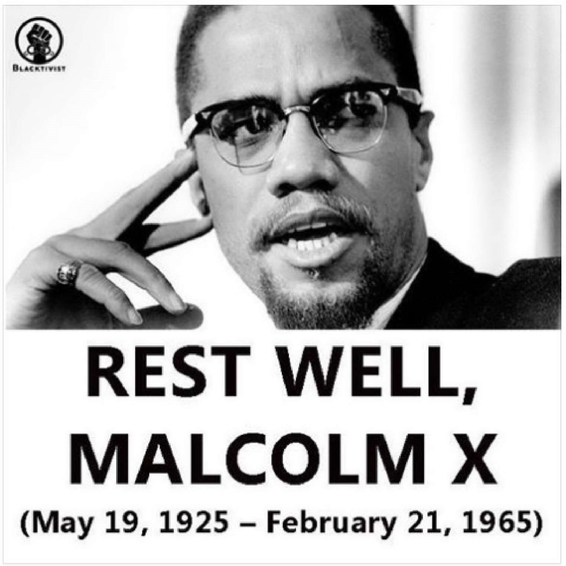 BLACKTIVIST
REST WELL,
MALCOLM X
(May 19, 1925 – February 21, 1965)